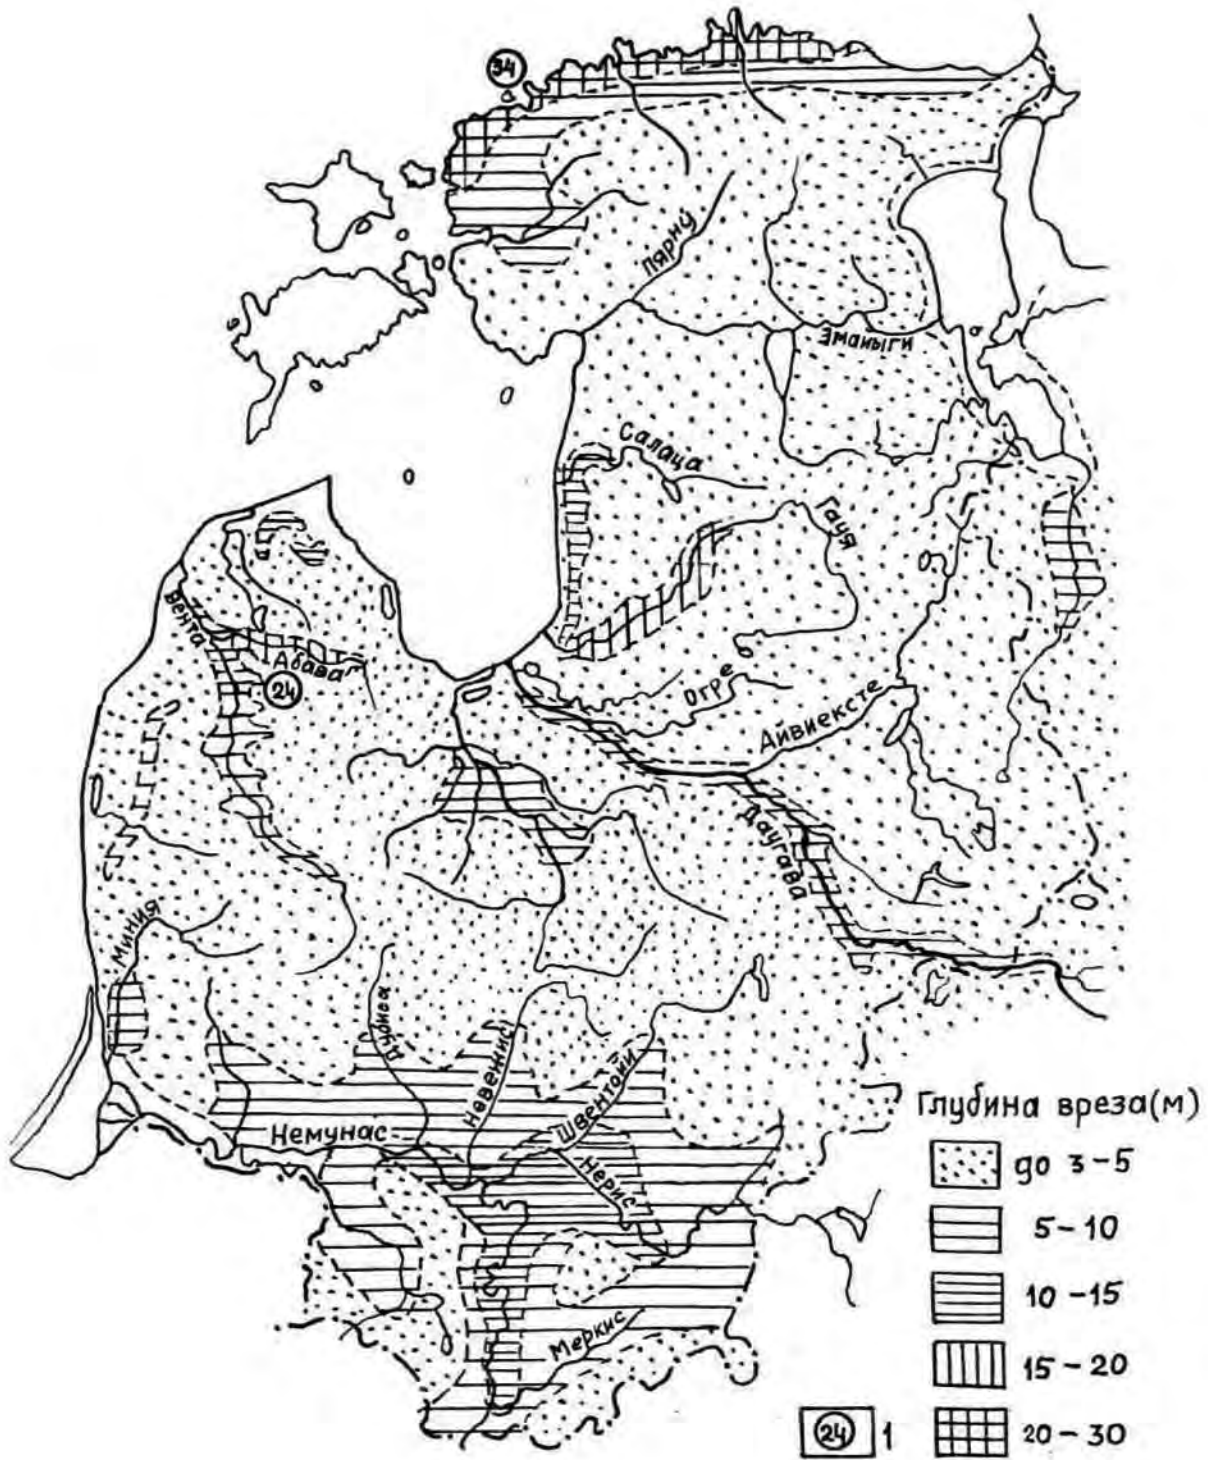 34
Пярну
Эмайыги
Салаца
Гауя
Вента
Абава
24
Огре
Айвиексте
Даугава
Миния
Дубиса
Невежис
Швентойи
Немунас
Нерис
Меркис
Глубина вреза(м)
до 3-5
5-10
10-15
15-20
24 1 20-30